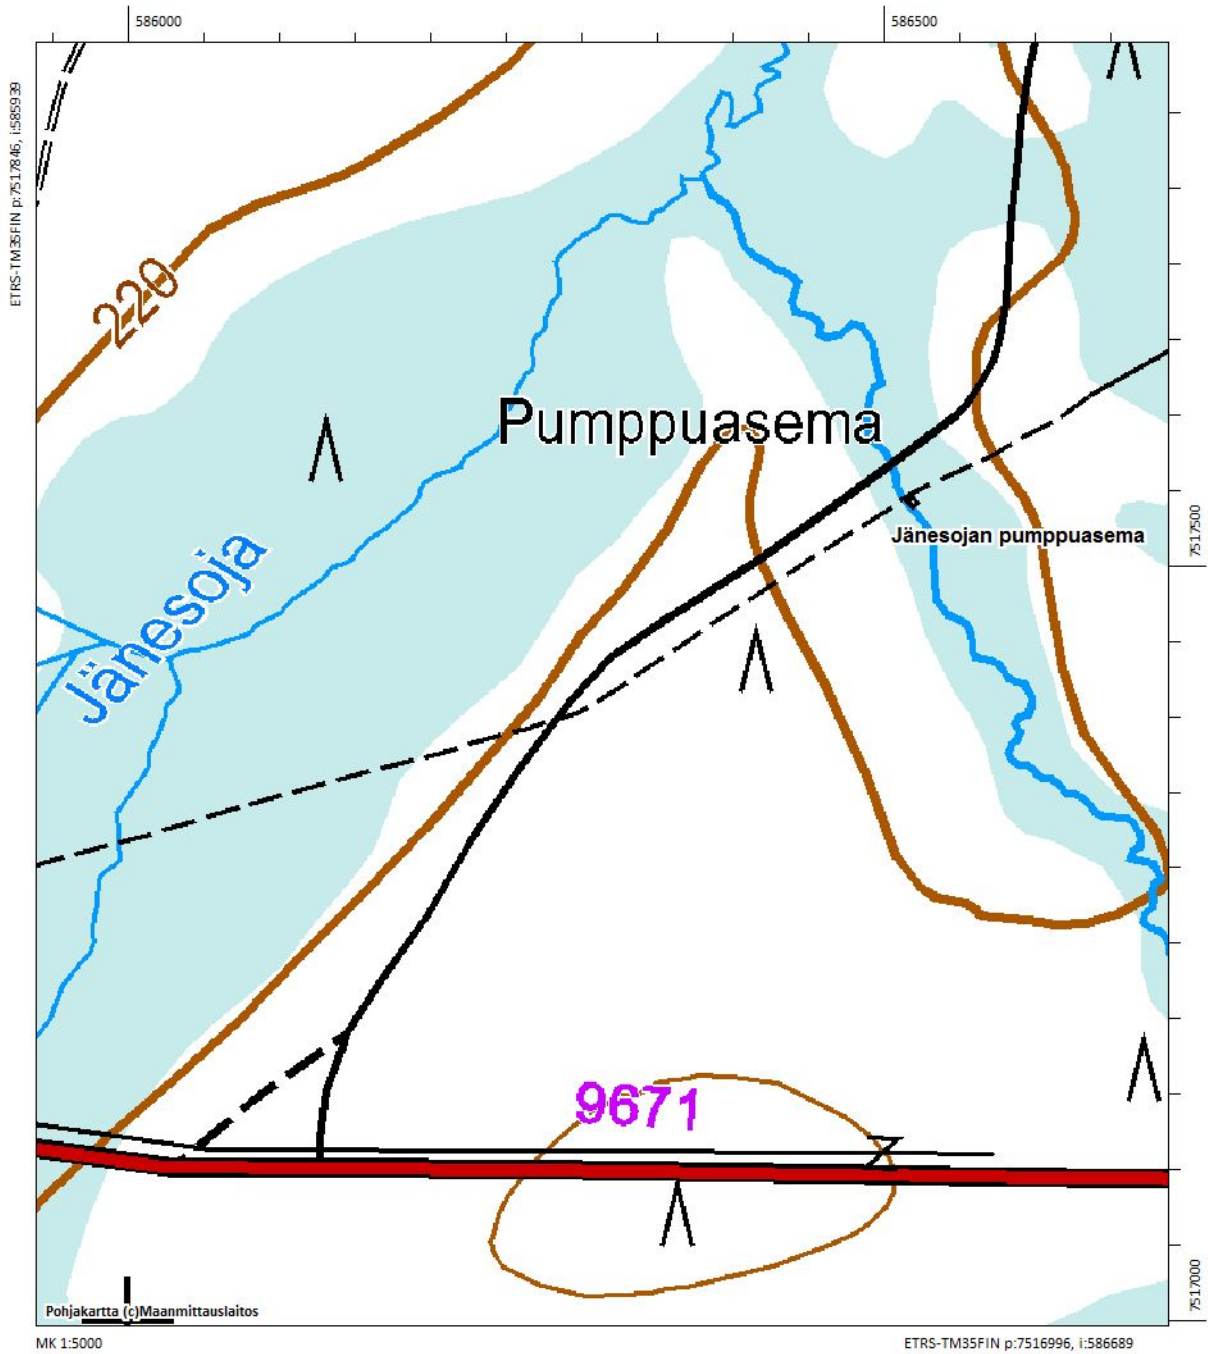 586000
586500
ETRS-TM35FIN p:7517846, i:585939
220
Pumppuasema
7517500
Jänesojan pumppuasema
Jänesoja
9671
7517000
Pohjakartta (c)Maanmittauslaitos
MK 1:5000
ETRS-TM35FIN p:7516996, i:586689